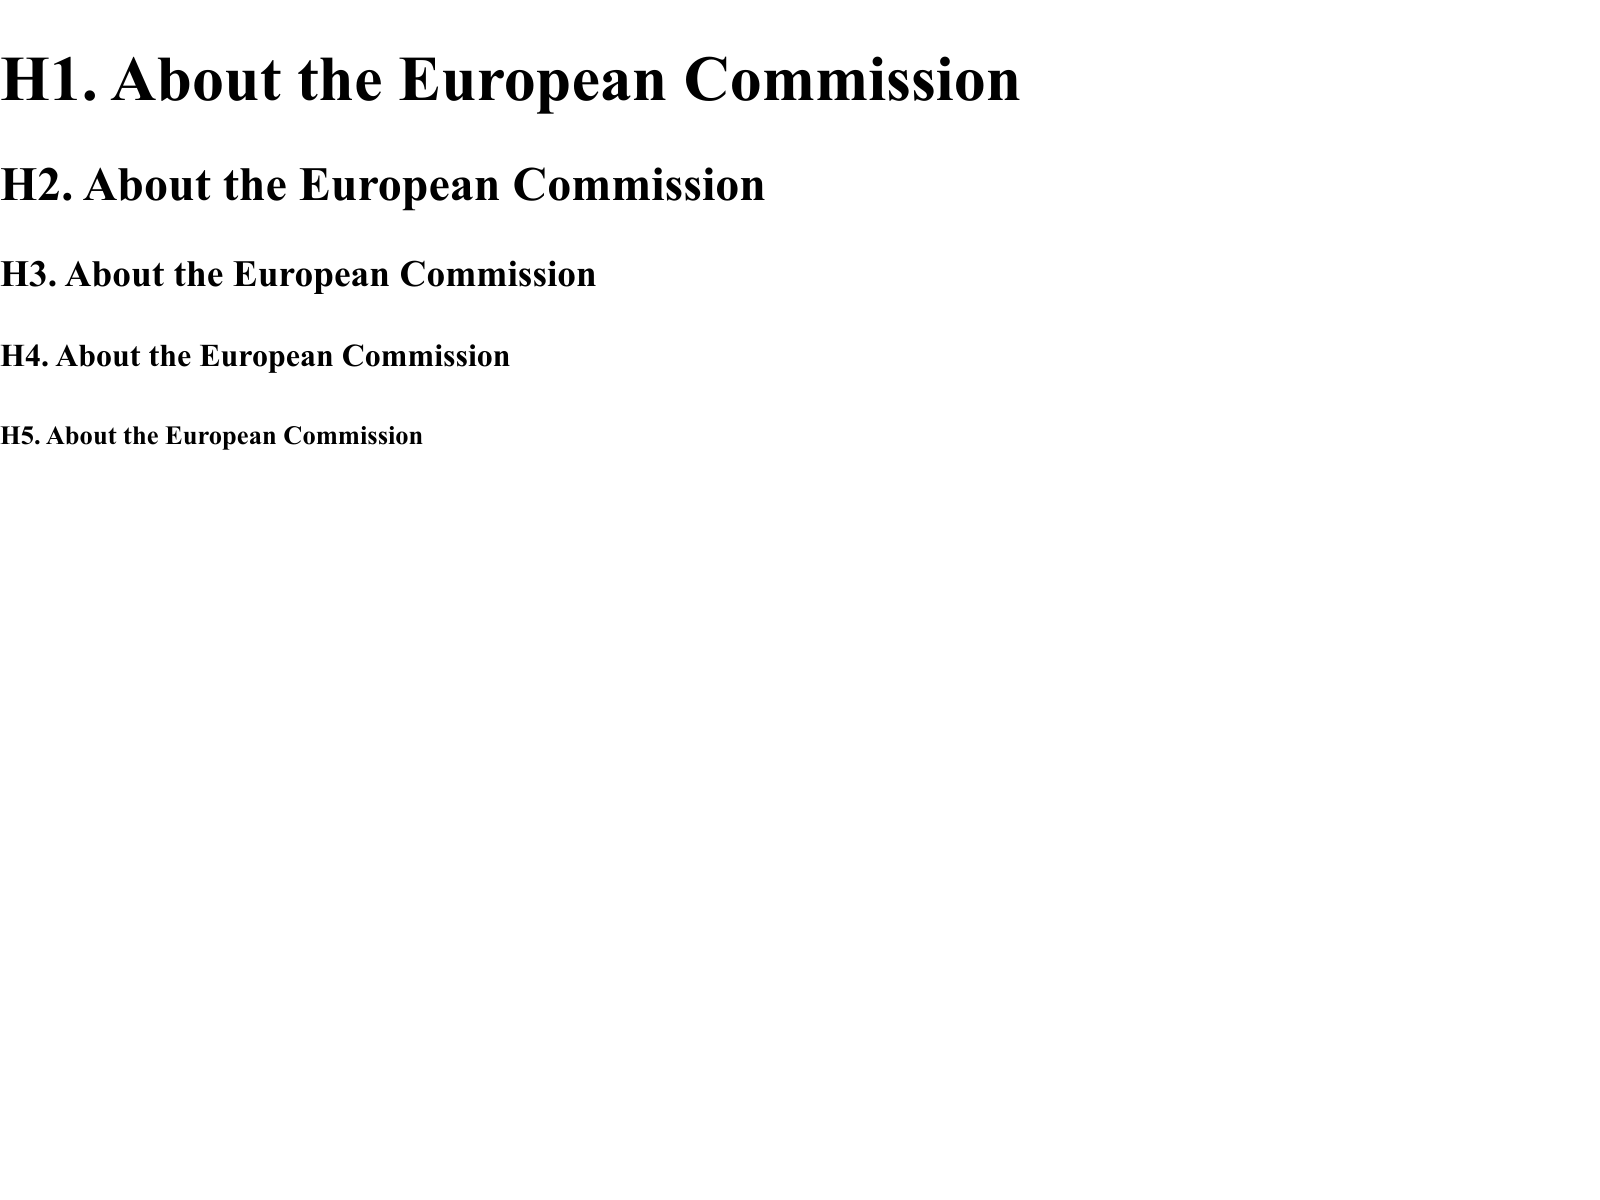 H1. About the European Commission
H2. About the European Commission
H3. About the European Commission
H4. About the European Commission
H5. About the European Commission